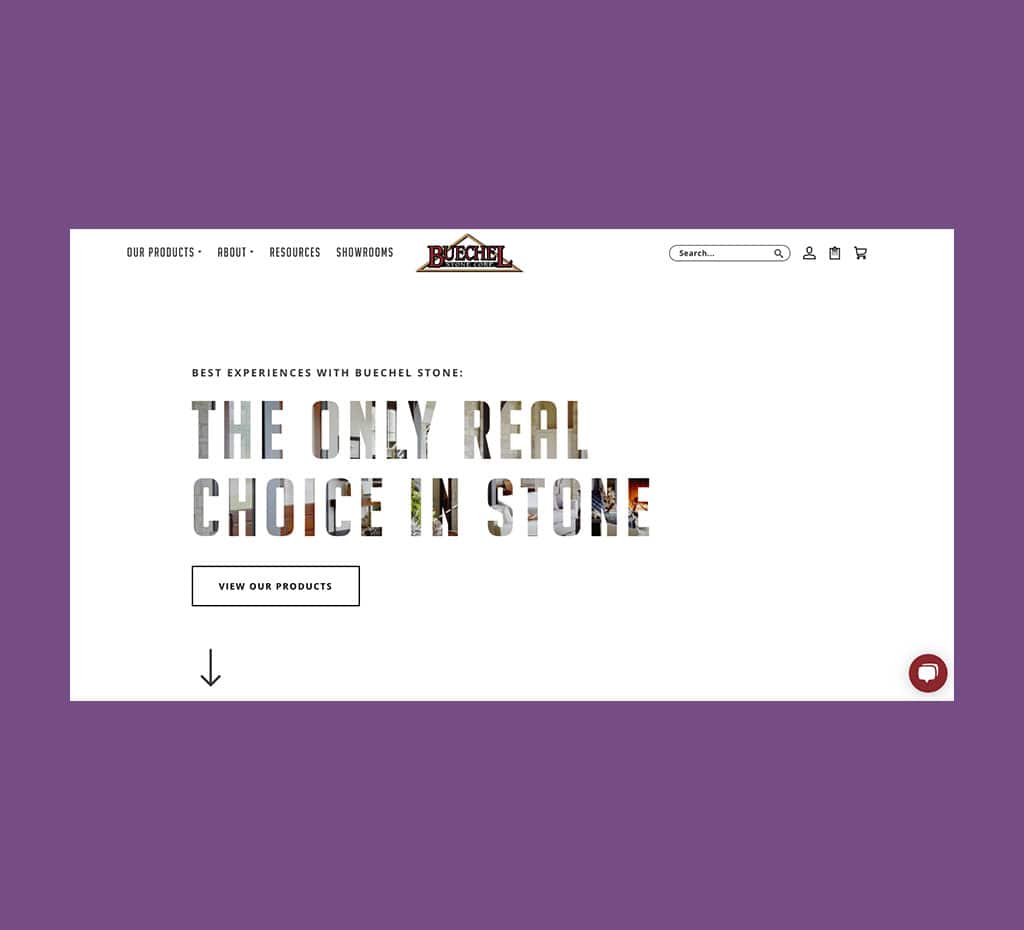 OUR PRODUCTS ABOUT RESOURCES SHOWROOMS
BUECHEL
STONE CORP.
Search...
BEST EXPERIENCES WITH BUECHEL STONE:
THE ONLY REAL
CHOICE IN STONE
VIEW OUR PRODUCTS